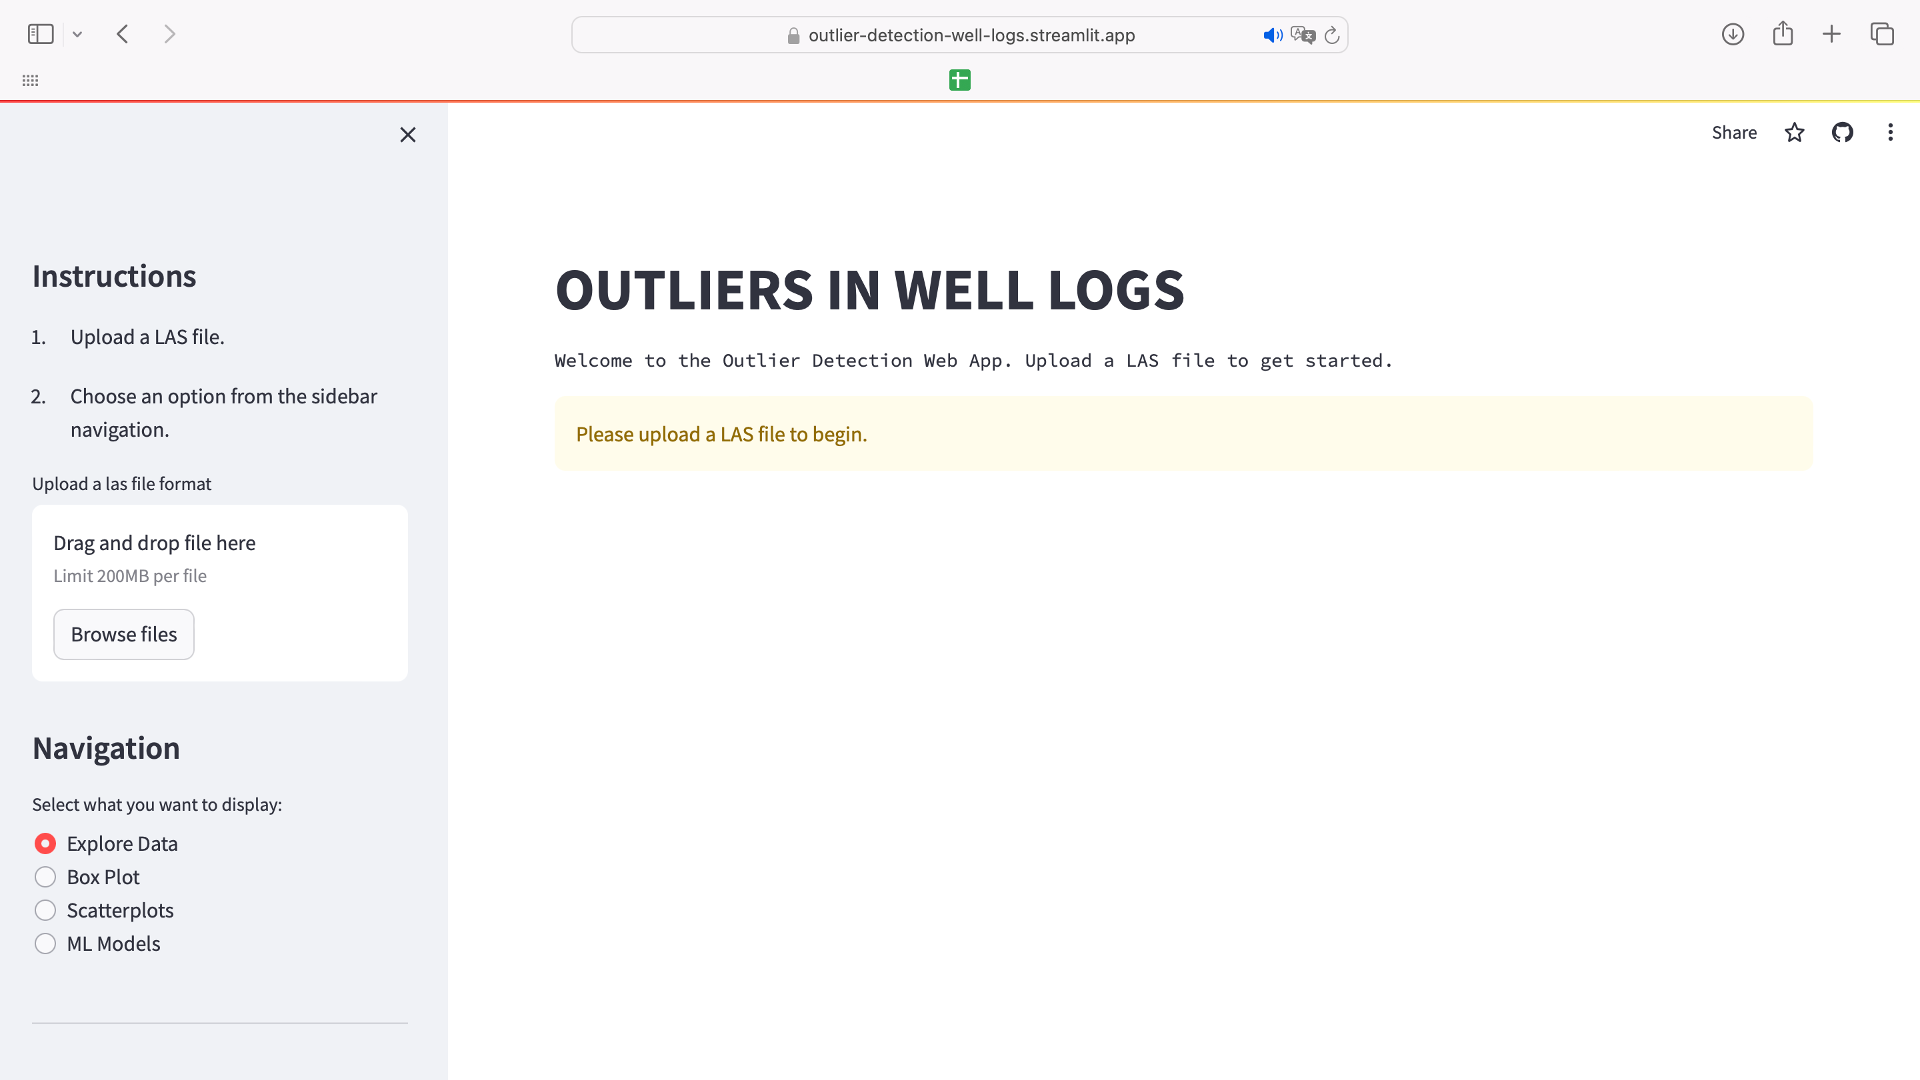 outlier-detection-well-logs.streamlit.app
Share
Instructions
1. Upload a LAS file.
2. Choose an option from the sidebar
navigation.
Upload a las file format
Drag and drop file here
Limit 200MB per file
Browse files
Navigation
Select what you want to display:
Explore Data
Box Plot
Scatterplots
ML Models
OUTLIERS IN WELL LOGS
Welcome to the Outlier Detection Web App. Upload a LAS file to get started.
Please upload a LAS file to begin.